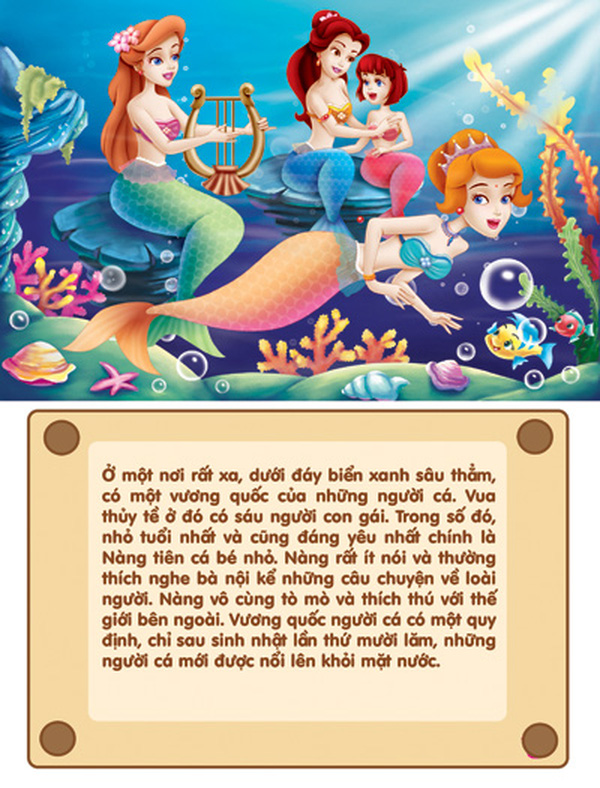 Ở một nơi rất xa, dưới đáy biển xanh sâu thẳm,
có một vương quốc của những người cá. Vua
thủy tề ở đó có sáu người con gái. Trong số đó,
nhỏ tuổi nhất và cũng đáng yêu nhất chính là
Nàng tiên cá bé nhỏ. Nàng rất ít nói và thường
thích nghe bà nội kể những câu chuyện về loài
người. Nàng vô cùng tò mò và thích thú với thế
giới bên ngoài. Vương quốc người cá có một quy
định, chỉ sau sinh nhật lần thứ mười lăm, những
người cá mới được nổi lên khỏi mặt nước.